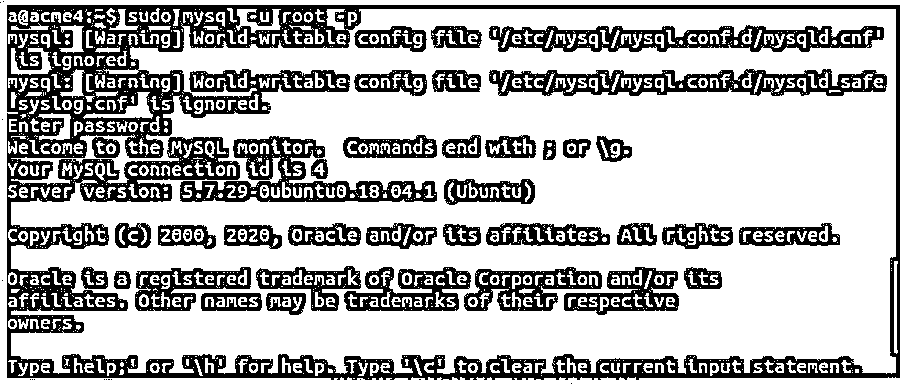 a@acme4:~$ sudo mysql -u root -p
mysql: [Warning] World-writable config file '/etc/mysql/mysql.conf.d/mysqld.cnf'
is ignored.
mysql: [Warning] World-writable config file '/etc/mysql/mysql.conf.d/mysqld_safe
_syslog.cnf' is ignored.
Enter password:
Welcome to the MySQL monitor.  Commands end with ; or \g.
Your MySQL connection id is 4
Server version: 5.7.29-0ubuntu0.18.04.1 (Ubuntu)
Copyright (c) 2000, 2020, Oracle and/or its affiliates. All rights reserved.
Oracle is a registered trademark of Oracle Corporation and/or its
affiliates. Other names may be trademarks of their respective
owners.
Type 'help;' or '\h' for help. Type '\c' to clear the current input statement.